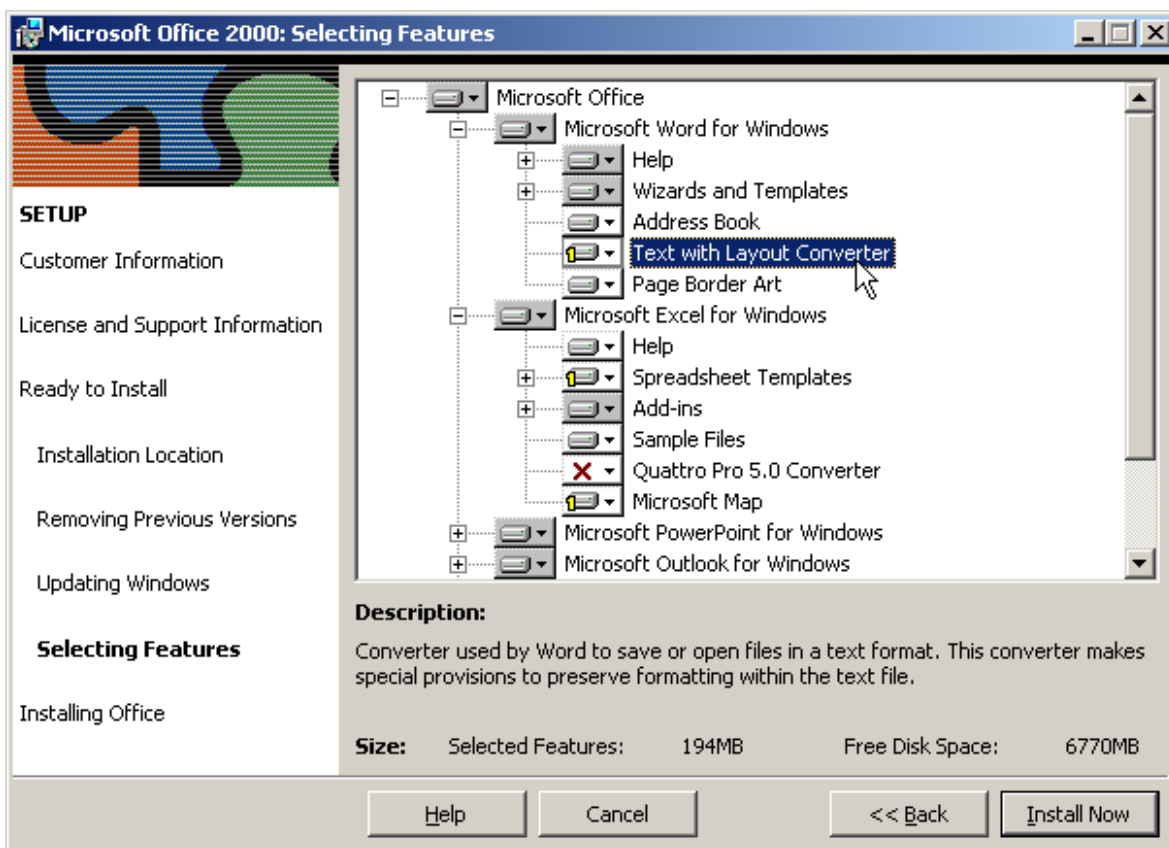 Microsoft Office 2000: Selecting Features
SETUP
Customer Information
License and Support Information
Ready to Install
Installation Location
Removing Previous Versions
Updating Windows
Selecting Features
Installing Office
Microsoft Office
Microsoft Word for Windows
Help
Wizards and Templates
Address Book
Text with Layout Converter
Page Border Art
Microsoft Excel for Windows
Help
Spreadsheet Templates
Add-ins
Sample Files
Quattro Pro 5.0 Converter
Microsoft Map
Microsoft PowerPoint for Windows
Microsoft Outlook for Windows
Description:
Converter used by Word to save or open files in a text format. This converter makes
special provisions to preserve formatting within the text file.
Size: Selected Features: 194MB Free Disk Space: 6770MB
Help Cancel << Back Install Now